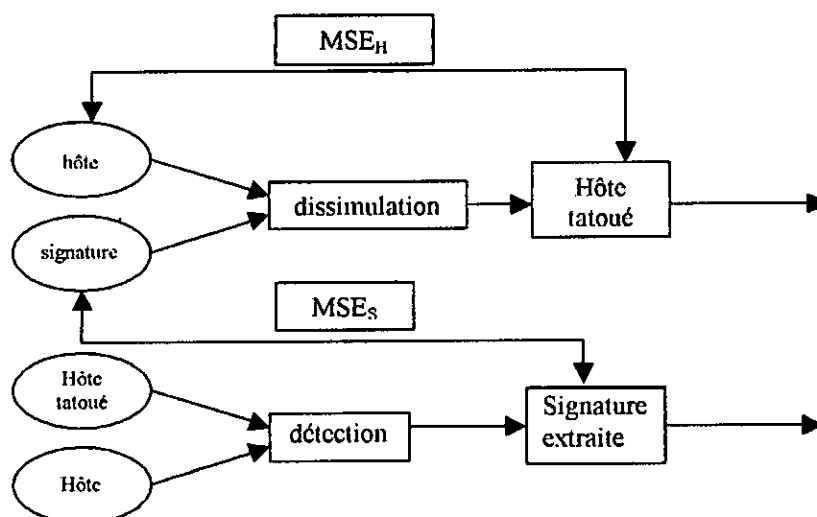 MSE_H
hôte
dissimulation
Hôte
tatoué
signature
MSE_S
Hôte
tatoué
détection
Signature
extraite
Hôte